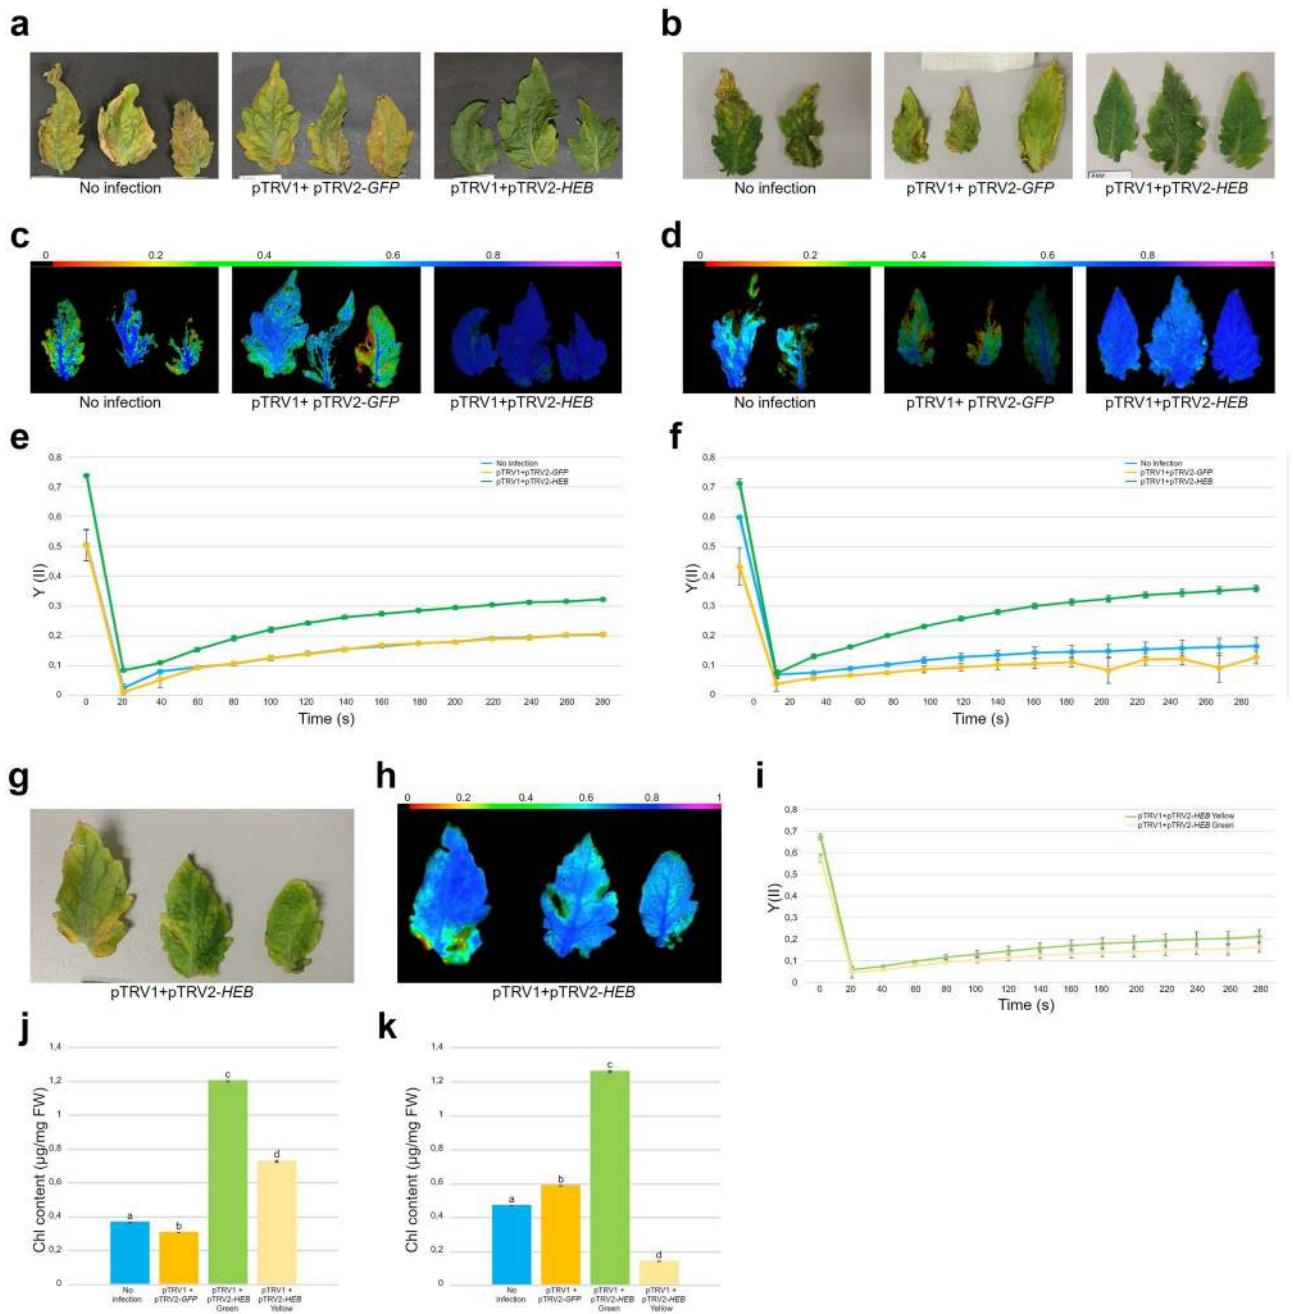 a
b
No infection
pTRV1+ pTRV2-GFP
pTRV1+pTRV2-HEB
No infection
pTRV1+ pTRV2-GFP
pTRV1+pTRV2-HEB
c
d
0 0.2 0.4 0.6 0.8 1
0 0.2 0.4 0.6 0.8 1
No infection
pTRV1+ pTRV2-GFP
pTRV1+pTRV2-HEB
No infection
pTRV1+ pTRV2-GFP
pTRV1+pTRV2-HEB
e
Y (II)
0,8
0,7
0,6
0,5
0,4
0,3
0,2
0,1
0
No infection
pTRV1+pTRV2-GFP
pTRV1+pTRV2-HEB
0 20 40 60 80 100 120 140 160 180 200 220 240 260 280
Time (s)
f
Y(II)
0,8
0,7
0,6
0,5
0,4
0,3
0,2
0,1
0
No infection
pTRV1+pTRV2-GFP
pTRV1+pTRV2-HEB
0 20 40 60 80 100 120 140 160 180 200 220 240 260 280
Time (s)
g
pTRV1+pTRV2-HEB
h
0 0.2 0.4 0.6 0.8 1
pTRV1+pTRV2-HEB
i
Y(II)
0,8
0,7
0,6
0,5
0,4
0,3
0,2
0,1
0
pTRV1+pTRV2-HEB Yellow
pTRV1+pTRV2-HEB Green
0 20 40 60 80 100 120 140 160 180 200 220 240 260 280
Time (s)
j
Chl content (µg/mg FW)
1,4
1,2
1
0,8
0,6
0,4
0,2
0
a
b
c
d
No infection
pTRV1 + pTRV2-GFP
pTRV1 + pTRV2-HEB Green
pTRV1 + pTRV2-HEB Yellow
k
Chl content (µg/mg FW)
1,4
1,2
1
0,8
0,6
0,4
0,2
0
a
b
c
d
No infection
pTRV1 + pTRV2-GFP
pTRV1 + pTRV2-HEB Green
pTRV1 + pTRV2-HEB Yellow